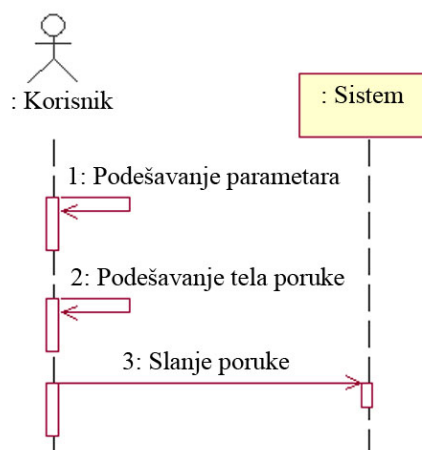 : Korisnik
: Sistem
1: Podešavanje parametara
2: Podešavanje tela poruke
3: Slanje poruke